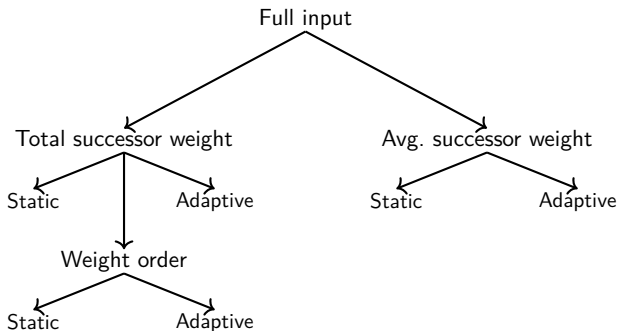 Full input
Total successor weight
Avg. successor weight
Static
Adaptive
Static
Adaptive
Weight order
Static
Adaptive